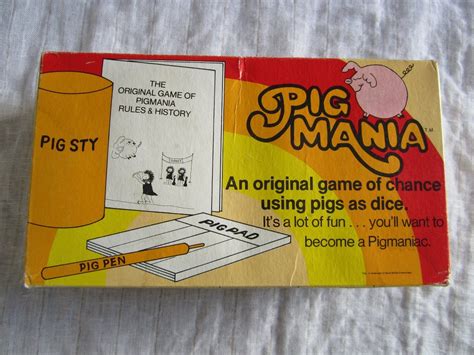 THE
ORIGINAL GAME OF
PIGMANIA
RULES & HISTORY
PIG STY
PIG
MANIA
TM
An original game of chance
using pigs as dice.
It's a lot of fun . . . you'll want to
become a Pigmaniac.
PIG PAD
PIG PEN